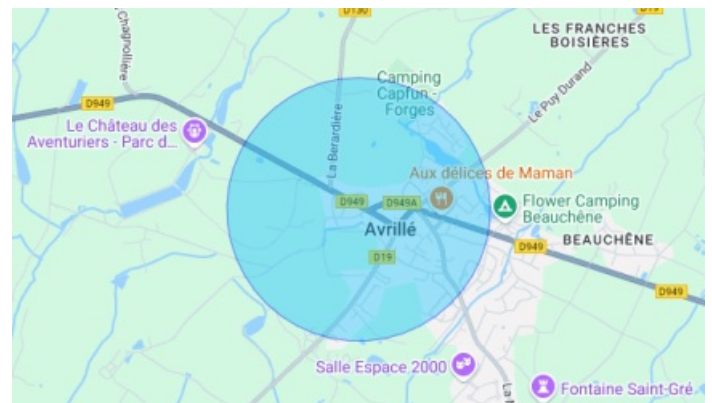 D130
D19
LES FRANCHES
BOISIÈRES
Chagnollière
Camping
Capfun -
Forges
Le Puy Durand
D949
Le Château des
Aventuriers - Parc d...
La Berardière
Aux délices de Maman
D949
D949A
Flower Camping
Beauchêne
Avrillé
D949
BEAUCHÊNE
D19
D949
Salle Espace 2000
Fontaine Saint-Gré